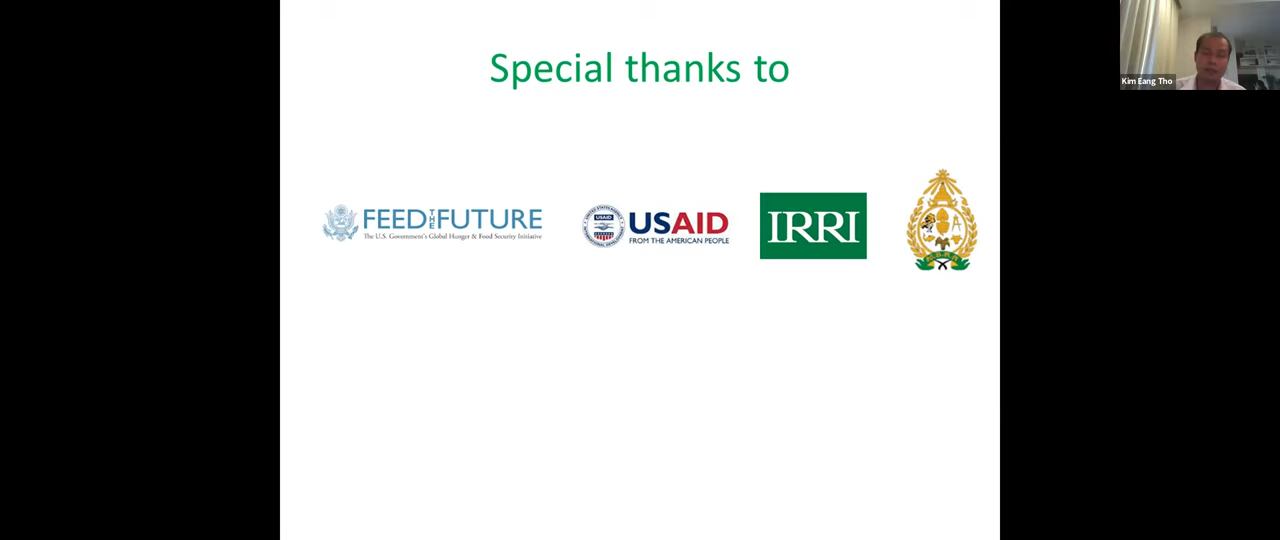 Special thanks to
Kim Eang Tho
FEED THE FUTURE
The U.S. Government's Global Hunger & Food Security Initiative
USAID
USAID
FROM THE AMERICAN PEOPLE
IRRI